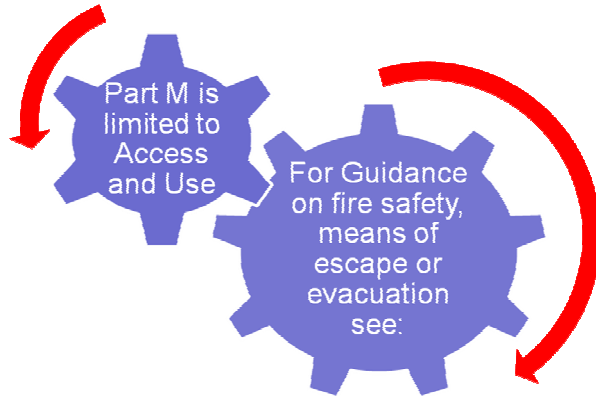 Part M is
limited to
Access
and Use
For Guidance
on fire safety,
means of
escape or
evacuation
see: